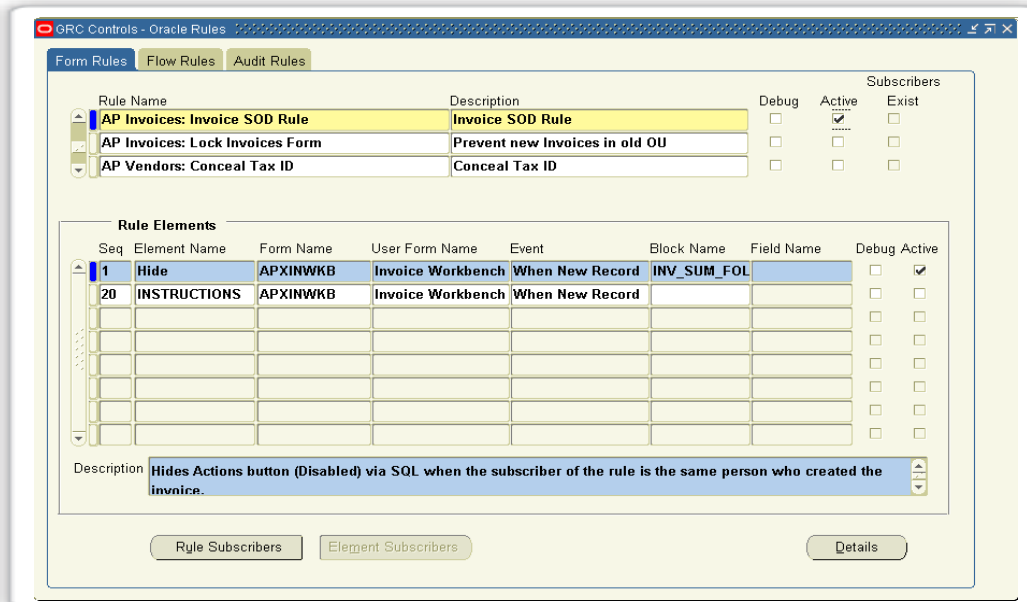 GRC Controls - Oracle Rules
Form Rules Flow Rules Audit Rules
Subscribers
Rule Name Description Debug Active Exist
AP Invoices: Invoice SOD Rule Invoice SOD Rule
AP Invoices: Lock Invoices Form Prevent new Invoices in old OU
AP Vendors: Conceal Tax ID Conceal Tax ID
Rule Elements
Seq Element Name Form Name User Form Name Event Block Name Field Name Debug Active
1 Hide APXINWKB Invoice Workbench When New Record INV_SUM_FOL
20 INSTRUCTIONS APXINWKB Invoice Workbench When New Record
Description Hides Actions button (Disabled) via SQL when the subscriber of the rule is the same person who created the
invoice.
Rule Subscribers Element Subscribers Details